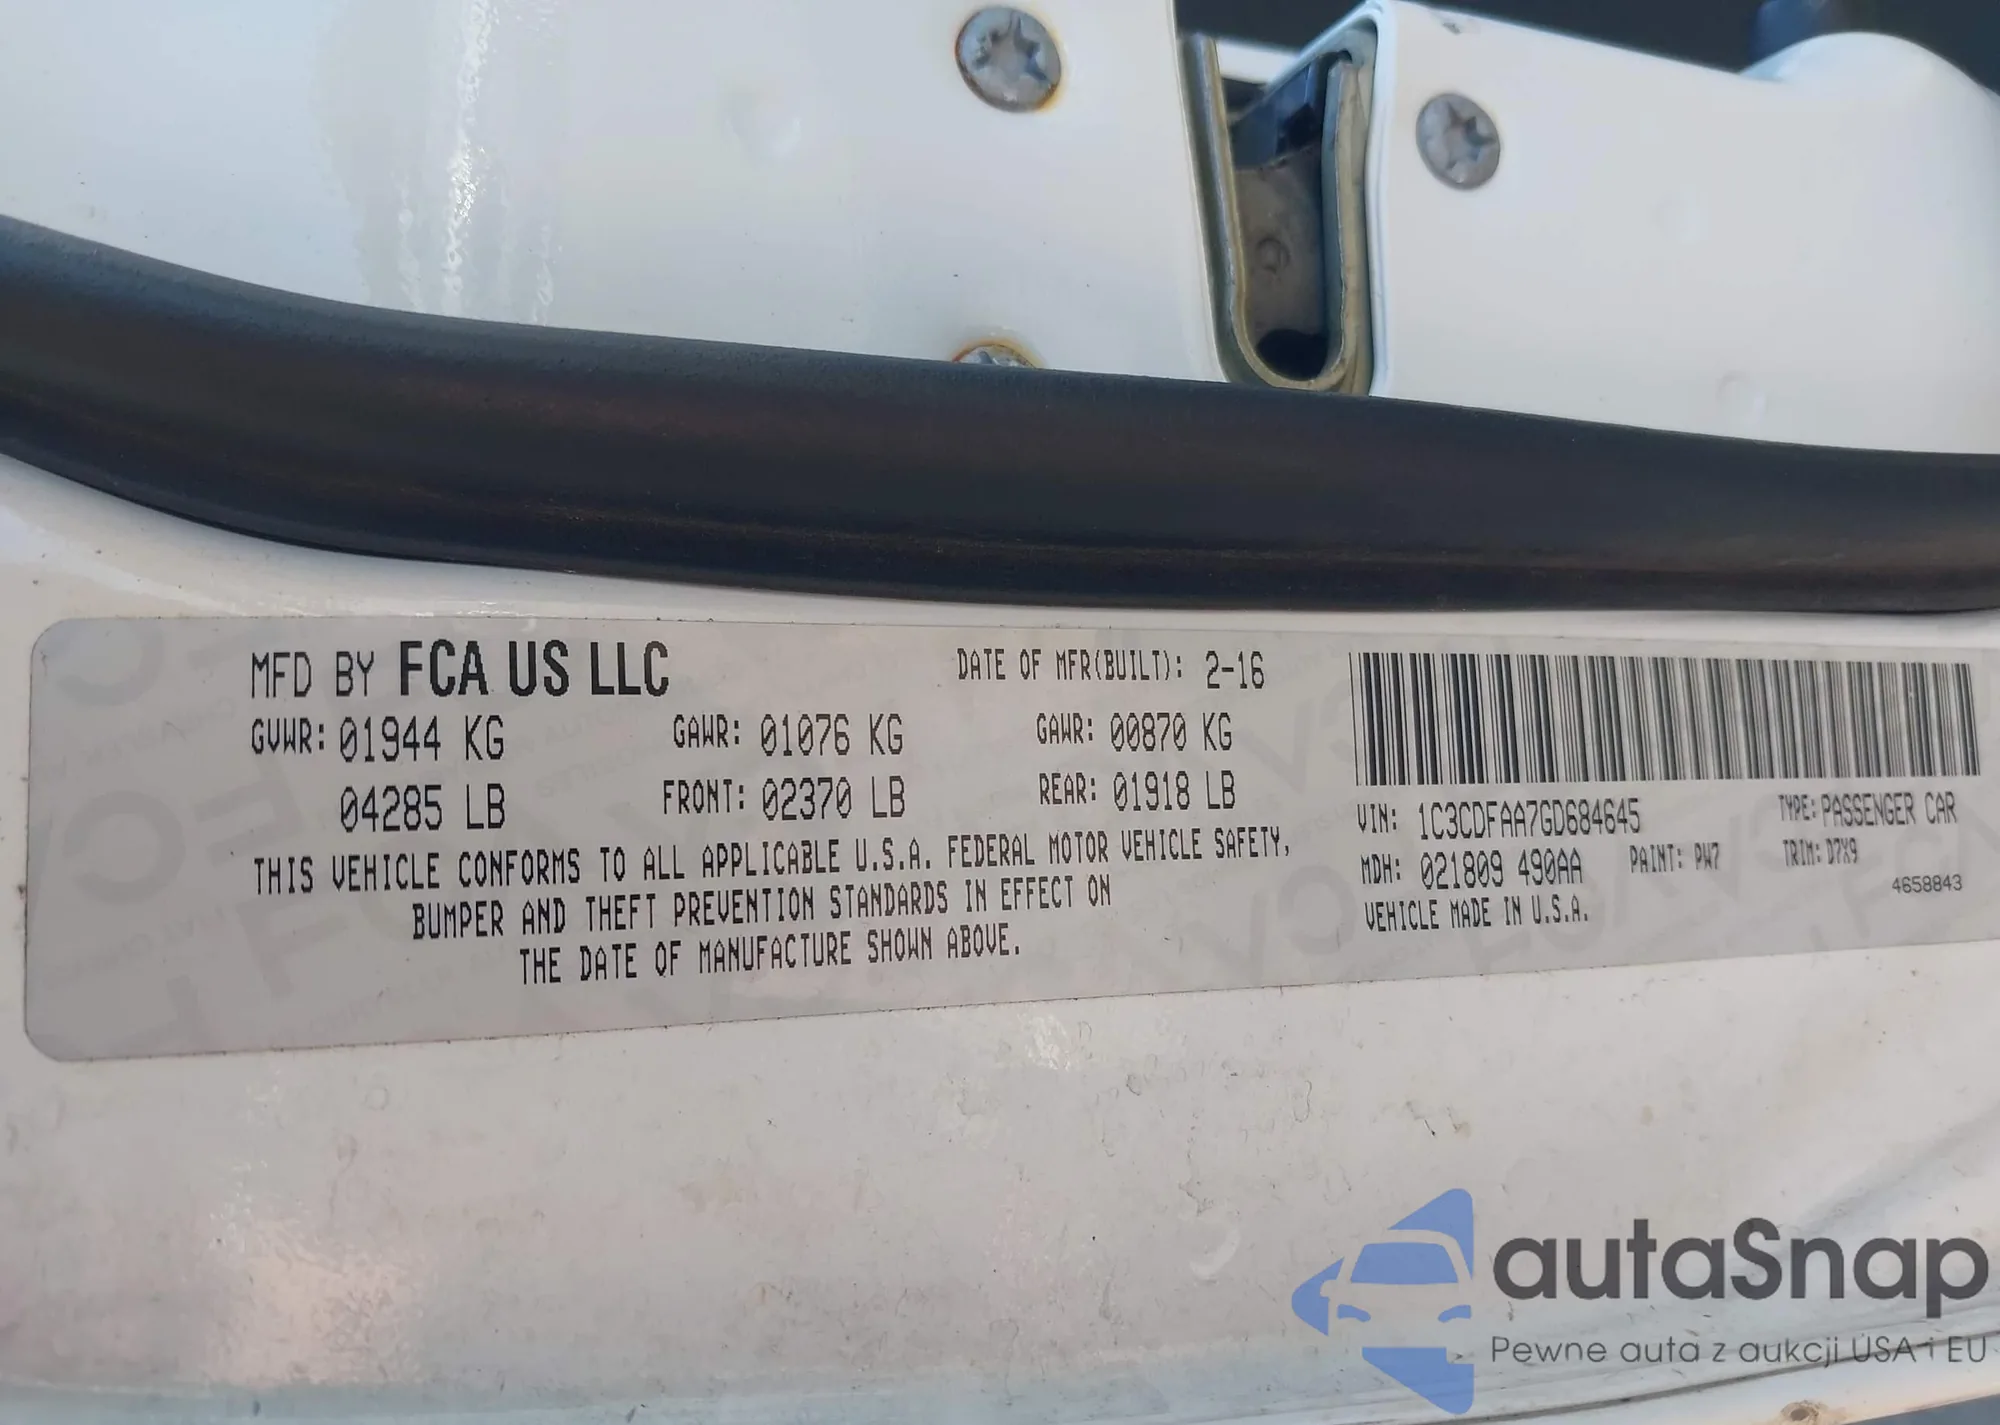 MFD BY FCA US LLC DATE OF MFR(BUILT): 2-16
GVWR: 01944 KG GAWR: 01076 KG GAWR: 00870 KG
04285 LB FRONT: 02370 LB REAR: 01918 LB
THIS VEHICLE CONFORMS TO ALL APPLICABLE U.S.A. FEDERAL MOTOR VEHICLE SAFETY,
BUMPER AND THEFT PREVENTION STANDARDS IN EFFECT ON
THE DATE OF MANUFACTURE SHOWN ABOVE.
VIN: 1C3CDFAA7GD684645 TYPE: PASSENGER CAR
MDH: 021809 490AA PAINT: PW7 TRIM: D7X9
VEHICLE MADE IN U.S.A. 4658843
autaSnap
Pewne auta z aukcji USA i EU